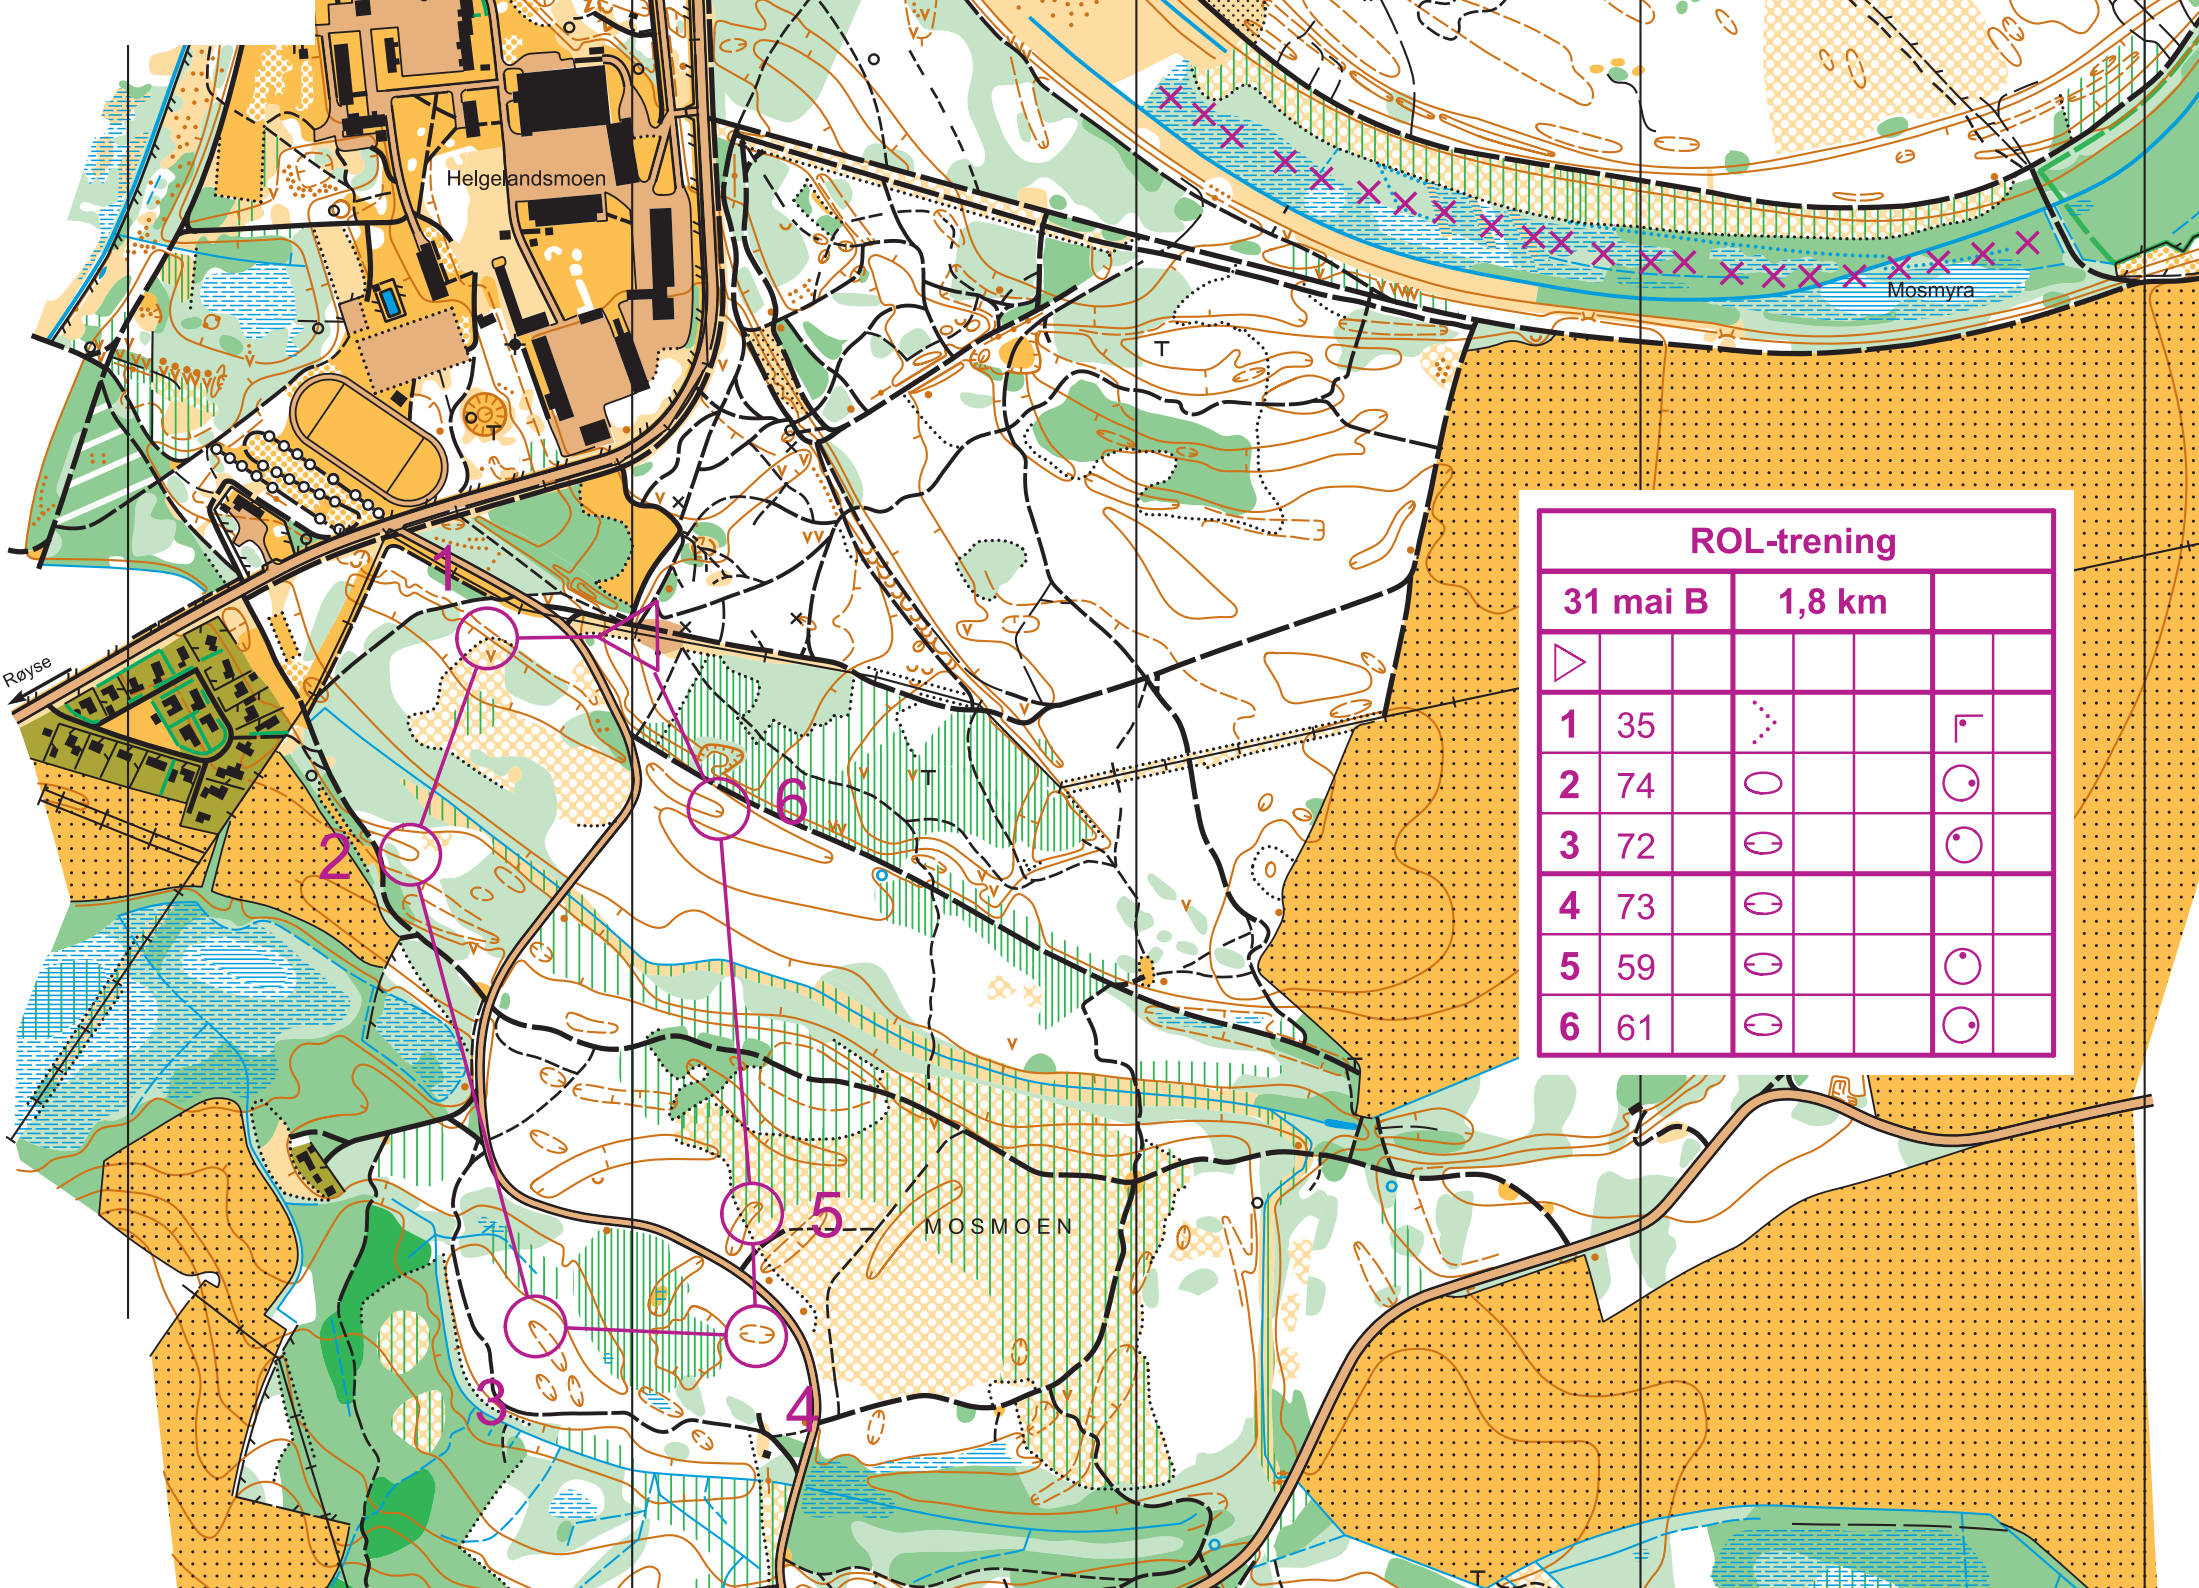 Helgelandsmoen
Mosmyra
T
T
T
T
Røyse
MOSMOEN
1
2
3
4
5
6
ROL-trening
31 mai B 1,8 km
1 35
2 74
3 72
4 73
5 59
6 61